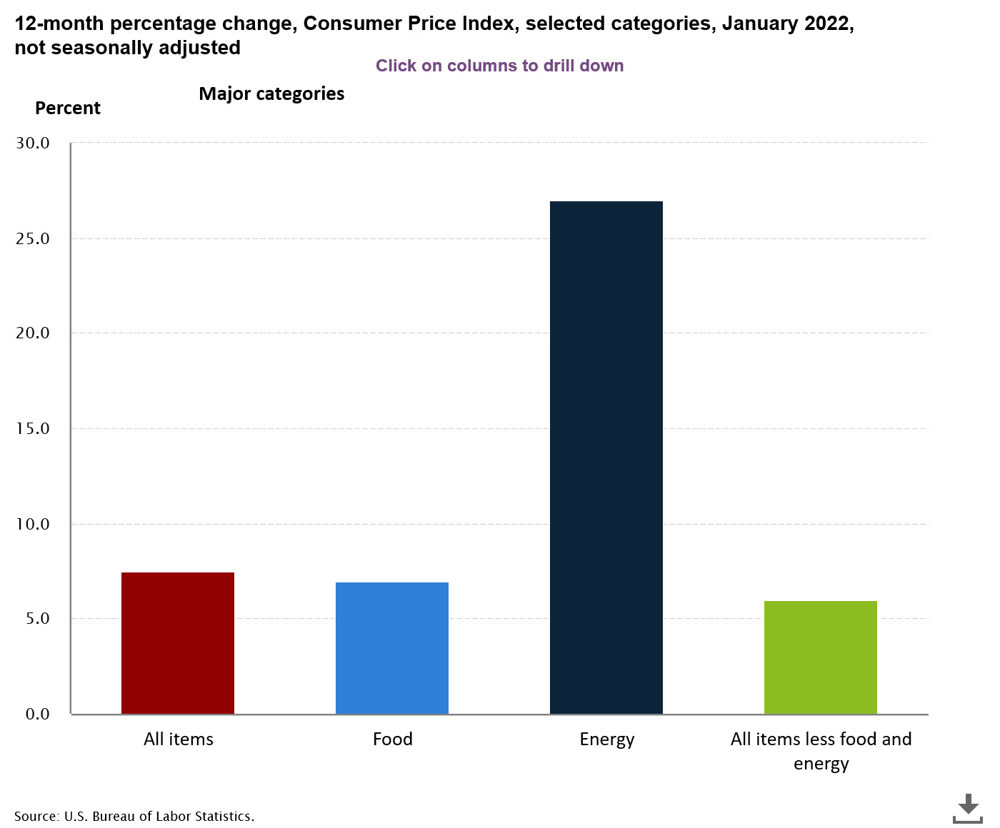 12-month percentage change, Consumer Price Index, selected categories, January 2022,
not seasonally adjusted
Click on columns to drill down
Major categories
Percent
30.0
25.0
20.0
15.0
10.0
5.0
0.0
All items
Food
Energy
All items less food and
energy
Source: U.S. Bureau of Labor Statistics.